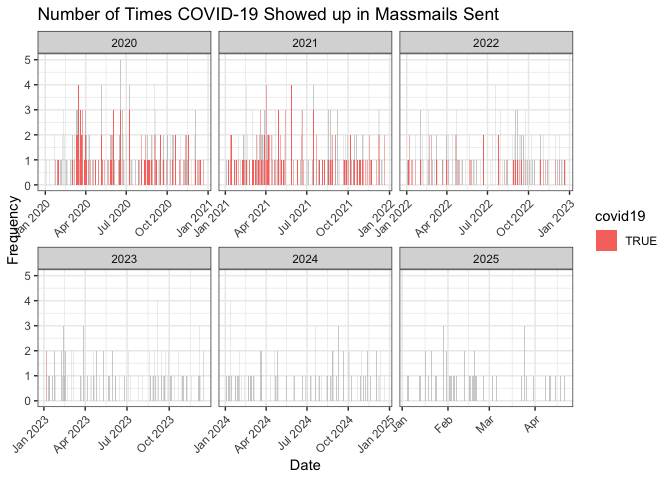 Number of Times COVID-19 Showed up in Massmails Sent
2020 2021 2022
5
4
3
2
1
0
Jan 2020 Apr 2020 Jul 2020 Oct 2020 Jan 2021 Jan 2021 Apr 2021 Jul 2021 Oct 2021 Jan 2022 Jan 2022 Apr 2022 Jul 2022 Oct 2022 Jan 2023
Frequency
covid19
TRUE
2023 2024 2025
5
4
3
2
1
0
Jan 2023 Apr 2023 Jul 2023 Oct 2023 Jan 2024 Apr 2024 Jul 2024 Oct 2024 Jan 2025 Jan Feb Mar Apr
Date